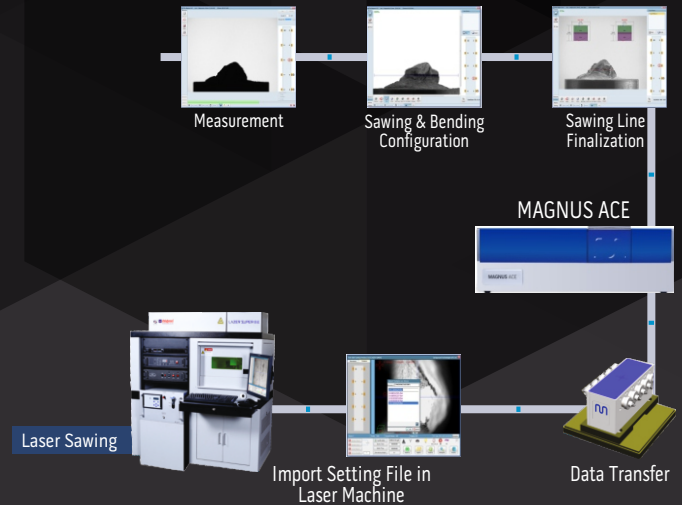 Measurement
Sawing & Bending
Configuration
Sawing Line
Finalization
MAGNUS ACE
MAGNUS ACE
Laser Sawing
Import Setting File in
Laser Machine
Data Transfer